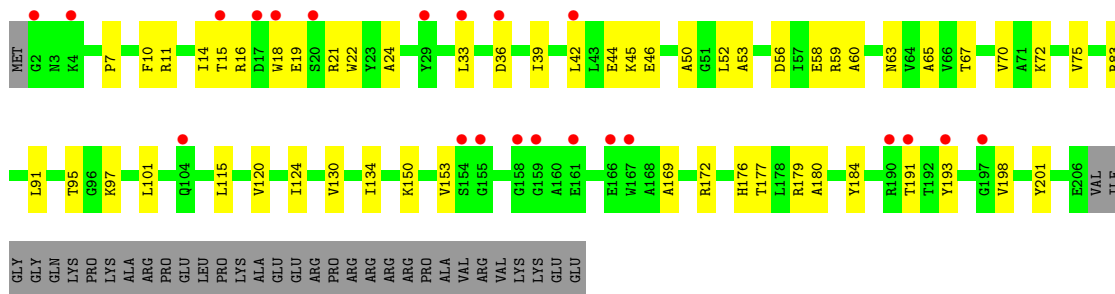 MET G2 N3 K4 P7 F10 R11 I14 T15 R16 D17 W18 E19 S20 R21 W22 Y23 A24 Y29 L33 D36 I39 L42 L43 E44 K45 E46 A50 G51 L52 A53 D56 I57 E58 R59 A60 N63 V64 A65 V66 T67 V70 A71 K72 V75
L91 T95 G96 K97 L101 Q104 L115 V120 I124 V130 I134 K150 V153 S154 G155 G158 G159 A160 E161 E166 W167 A168 A169 R172 H176 T177 L178 R179 A180 Y184 R190 T191 T192 Y193 G197 V198 Y201 E206 VAL ILE
GLY GLY GLN LYS PRO LYS ALA ARG PRO GLU LEU PRO LYS ALA GLU GLU ARG PRO ARG ARG ARG ARG PRO ALA VAL ARG VAL LYS LYS GLU GLU